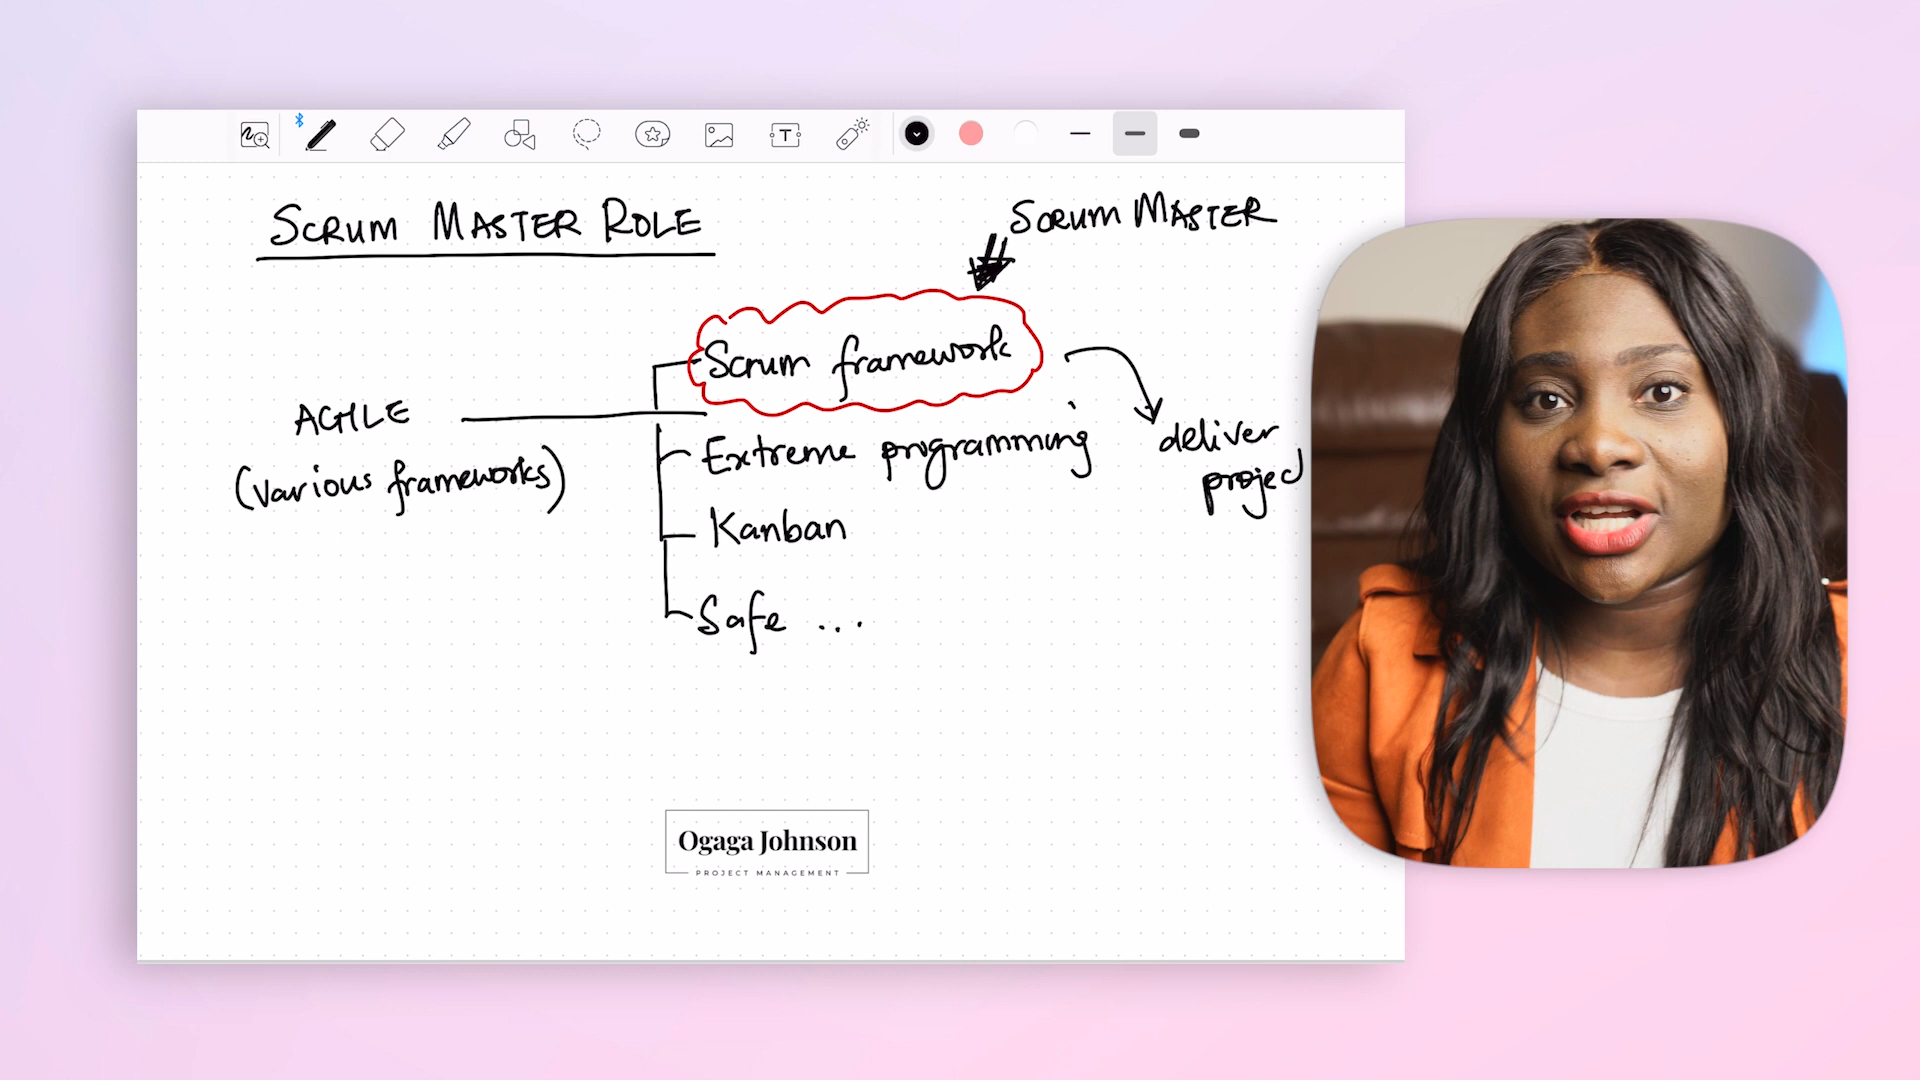 SCRUM MASTER ROLE
SCRUM MASTER
Scrum framework
AGILE
(various frameworks)
Extreme programming
deliver
projec
Kanban
Safe ...
Ogaga Johnson
PROJECT MANAGEMENT